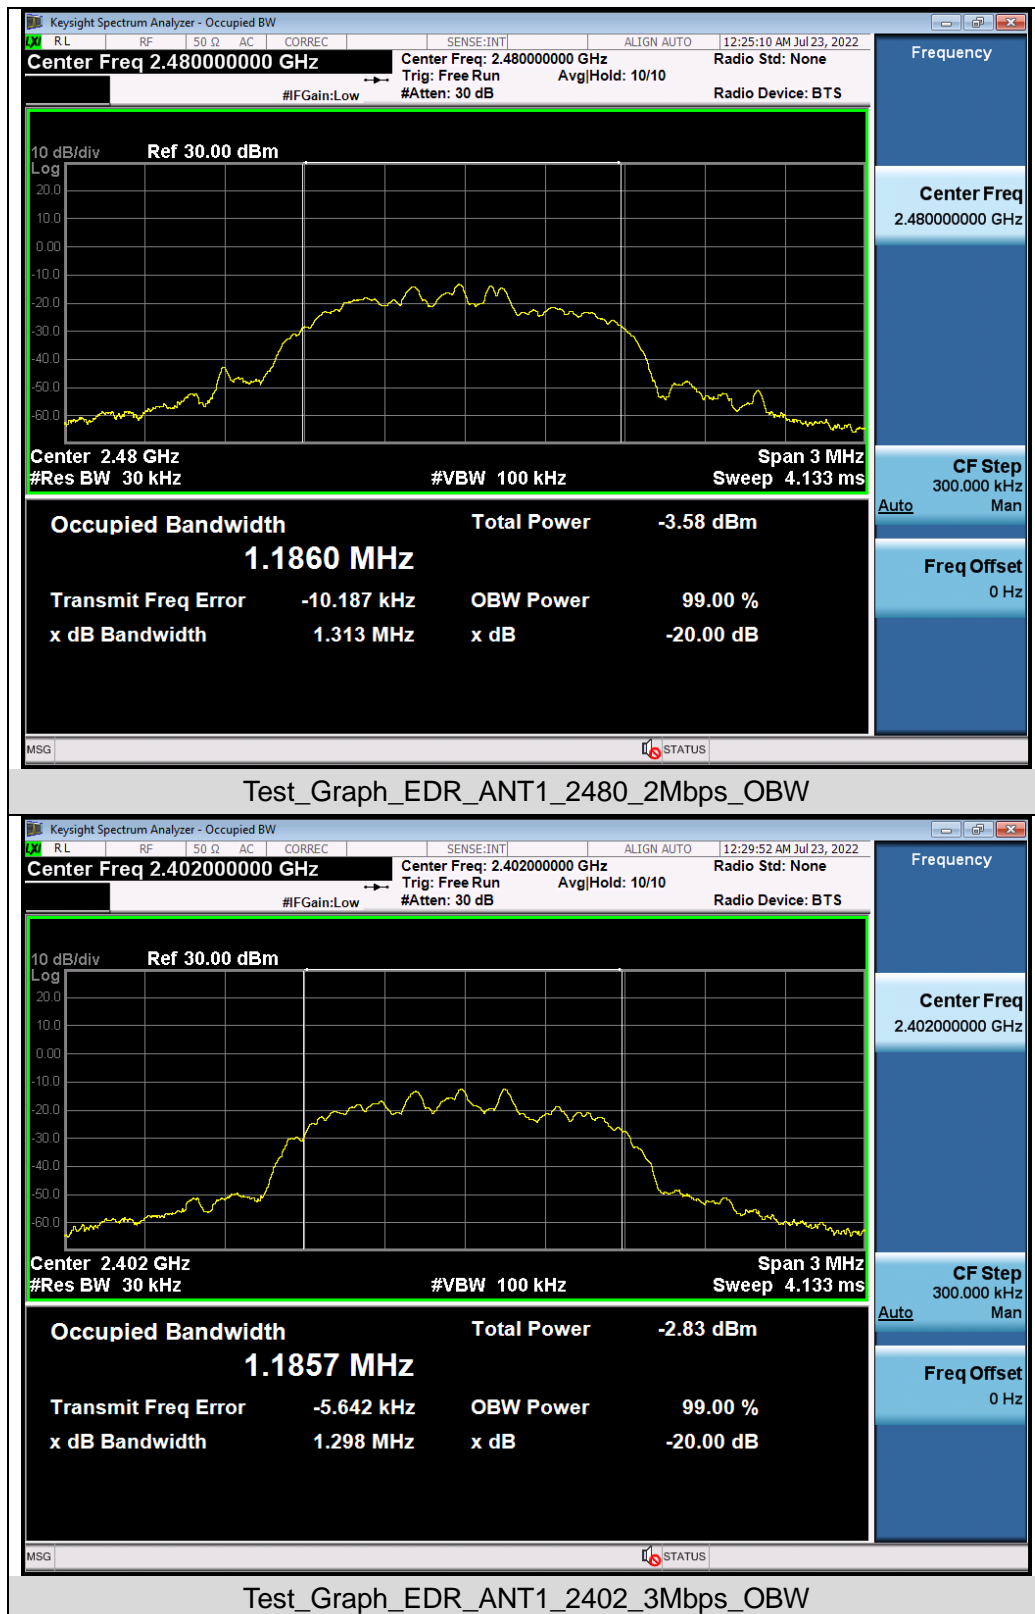 Keysight Spectrum Analyzer - Occupied BW
LXI RL RF 50 Ω AC CORREC SENSE:INT ALIGN AUTO 12:25:10 AM Jul 23, 2022
Center Freq 2.480000000 GHz
Center Freq: 2.480000000 GHz
Radio Std: None
Trig: Free Run Avg|Hold: 10/10
#IFGain:Low #Atten: 30 dB Radio Device: BTS
Frequency
10 dB/div Ref 30.00 dBm
Log
20.0
10.0
0.00
-10.0
-20.0
-30.0
-40.0
-50.0
-60.0
Center Freq
2.480000000 GHz
Center 2.48 GHz Span 3 MHz
#Res BW 30 kHz #VBW 100 kHz Sweep 4.133 ms
CF Step
300.000 kHz
Auto Man
Occupied Bandwidth Total Power -3.58 dBm
1.1860 MHz
Transmit Freq Error -10.187 kHz OBW Power 99.00 %
x dB Bandwidth 1.313 MHz x dB -20.00 dB
Freq Offset
0 Hz
MSG STATUS
Test_Graph_EDR_ANT1_2480_2Mbps_OBW
Keysight Spectrum Analyzer - Occupied BW
LXI RL RF 50 Ω AC CORREC SENSE:INT ALIGN AUTO 12:29:52 AM Jul 23, 2022
Center Freq 2.402000000 GHz
Center Freq: 2.402000000 GHz
Radio Std: None
Trig: Free Run Avg|Hold: 10/10
#IFGain:Low #Atten: 30 dB Radio Device: BTS
Frequency
10 dB/div Ref 30.00 dBm
Log
20.0
10.0
0.00
-10.0
-20.0
-30.0
-40.0
-50.0
-60.0
Center Freq
2.402000000 GHz
Center 2.402 GHz Span 3 MHz
#Res BW 30 kHz #VBW 100 kHz Sweep 4.133 ms
CF Step
300.000 kHz
Auto Man
Occupied Bandwidth Total Power -2.83 dBm
1.1857 MHz
Transmit Freq Error -5.642 kHz OBW Power 99.00 %
x dB Bandwidth 1.298 MHz x dB -20.00 dB
Freq Offset
0 Hz
MSG STATUS
Test_Graph_EDR_ANT1_2402_3Mbps_OBW